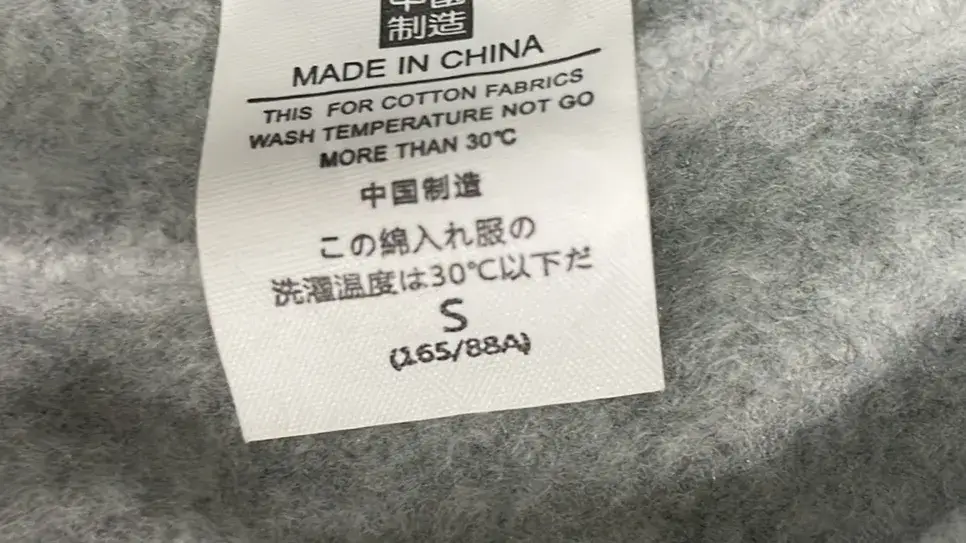 中国
制造
MADE IN CHINA
THIS FOR COTTON FABRICS
WASH TEMPERATURE NOT GO
MORE THAN 30℃
中国制造
この綿入れ服の
洗濯温度は30℃以下だ
S
(165/88A)